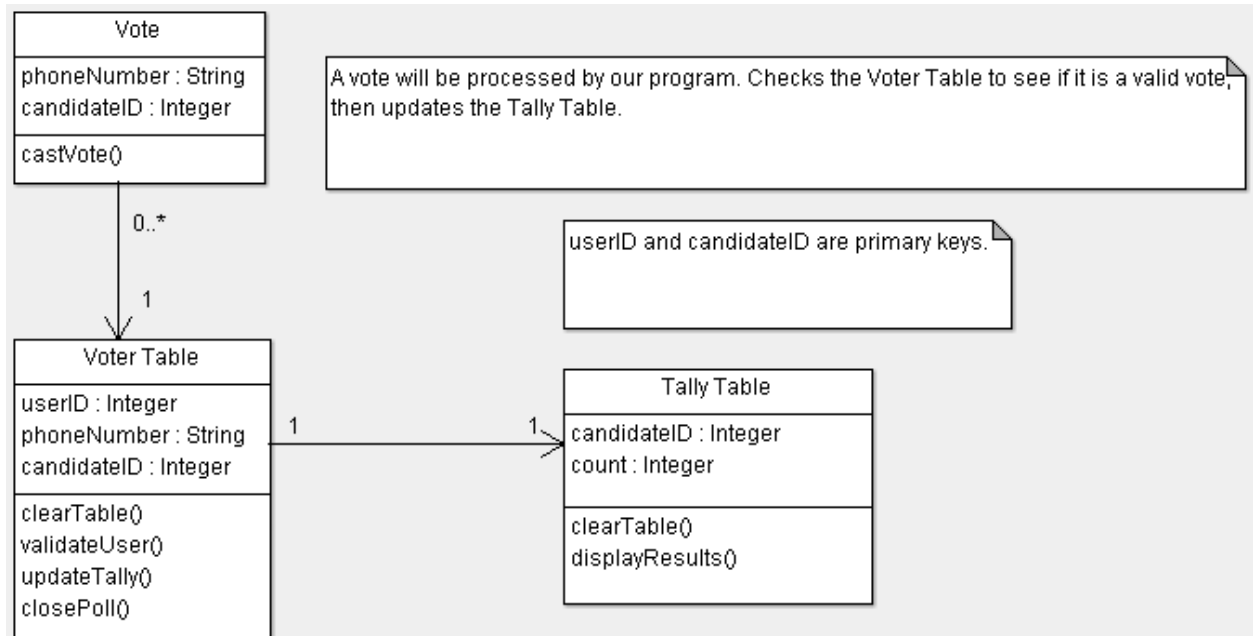 Vote
phoneNumber : String
candidateID : Integer
castVote()
A vote will be processed by our program. Checks the Voter Table to see if it is a valid vote,
then updates the Tally Table.
0..*
userID and candidateID are primary keys.
1
Voter Table
userID : Integer
phoneNumber : String
candidateID : Integer
clearTable()
validateUser()
updateTally()
closePoll()
1
1
Tally Table
candidateID : Integer
count : Integer
clearTable()
displayResults()